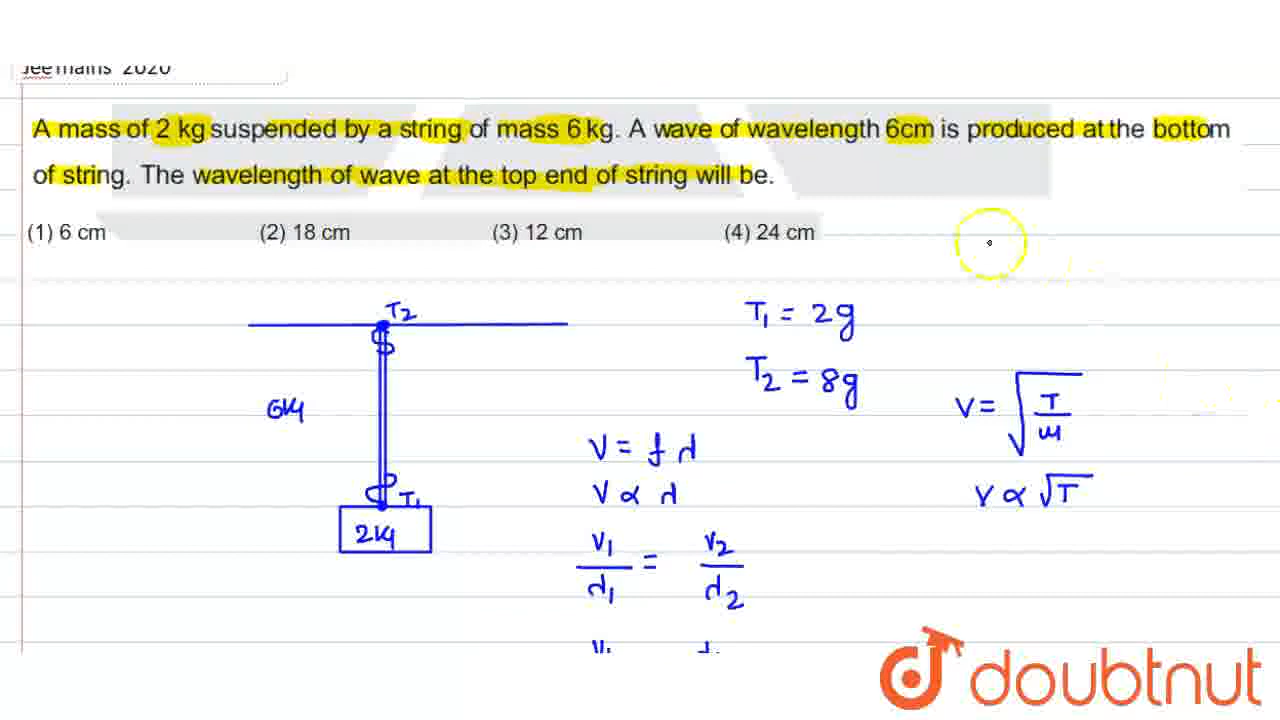 Jee mains 2020
A mass of 2 kg suspended by a string of mass 6 kg. A wave of wavelength 6cm is produced at the bottom
of string. The wavelength of wave at the top end of string will be.
(1) 6 cm (2) 18 cm (3) 12 cm (4) 24 cm
T2
T1 = 2g
T2 = 8g
6kg
V = √T/m
V = f λ
V ∝ λ
V ∝ √T
T1
2kg
V1/λ1 = V2/λ2
doubtnut